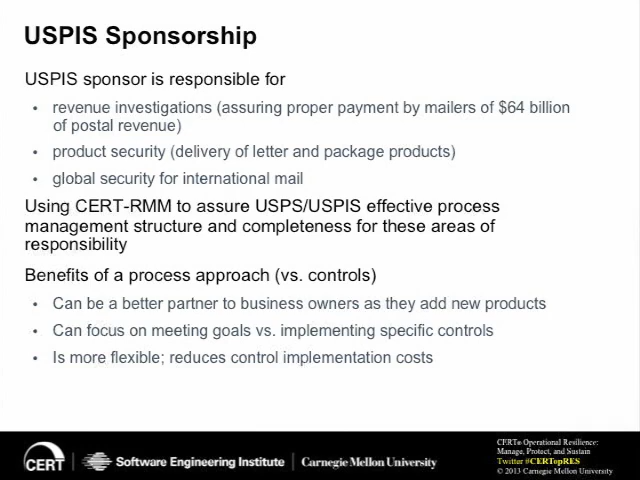 USPIS Sponsorship
USPIS sponsor is responsible for
• revenue investigations (assuring proper payment by mailers of $64 billion
of postal revenue)
• product security (delivery of letter and package products)
• global security for international mail
Using CERT-RMM to assure USPS/USPIS effective process
management structure and completeness for these areas of
responsibility
Benefits of a process approach (vs. controls)
• Can be a better partner to business owners as they add new products
• Can focus on meeting goals vs. implementing specific controls
• Is more flexible; reduces control implementation costs
CERT | Software Engineering Institute | Carnegie Mellon University
CERT® Operational Resilience:
Manage, Protect, and Sustain
Twitter #CERTopRES
© 2013 Carnegie Mellon University